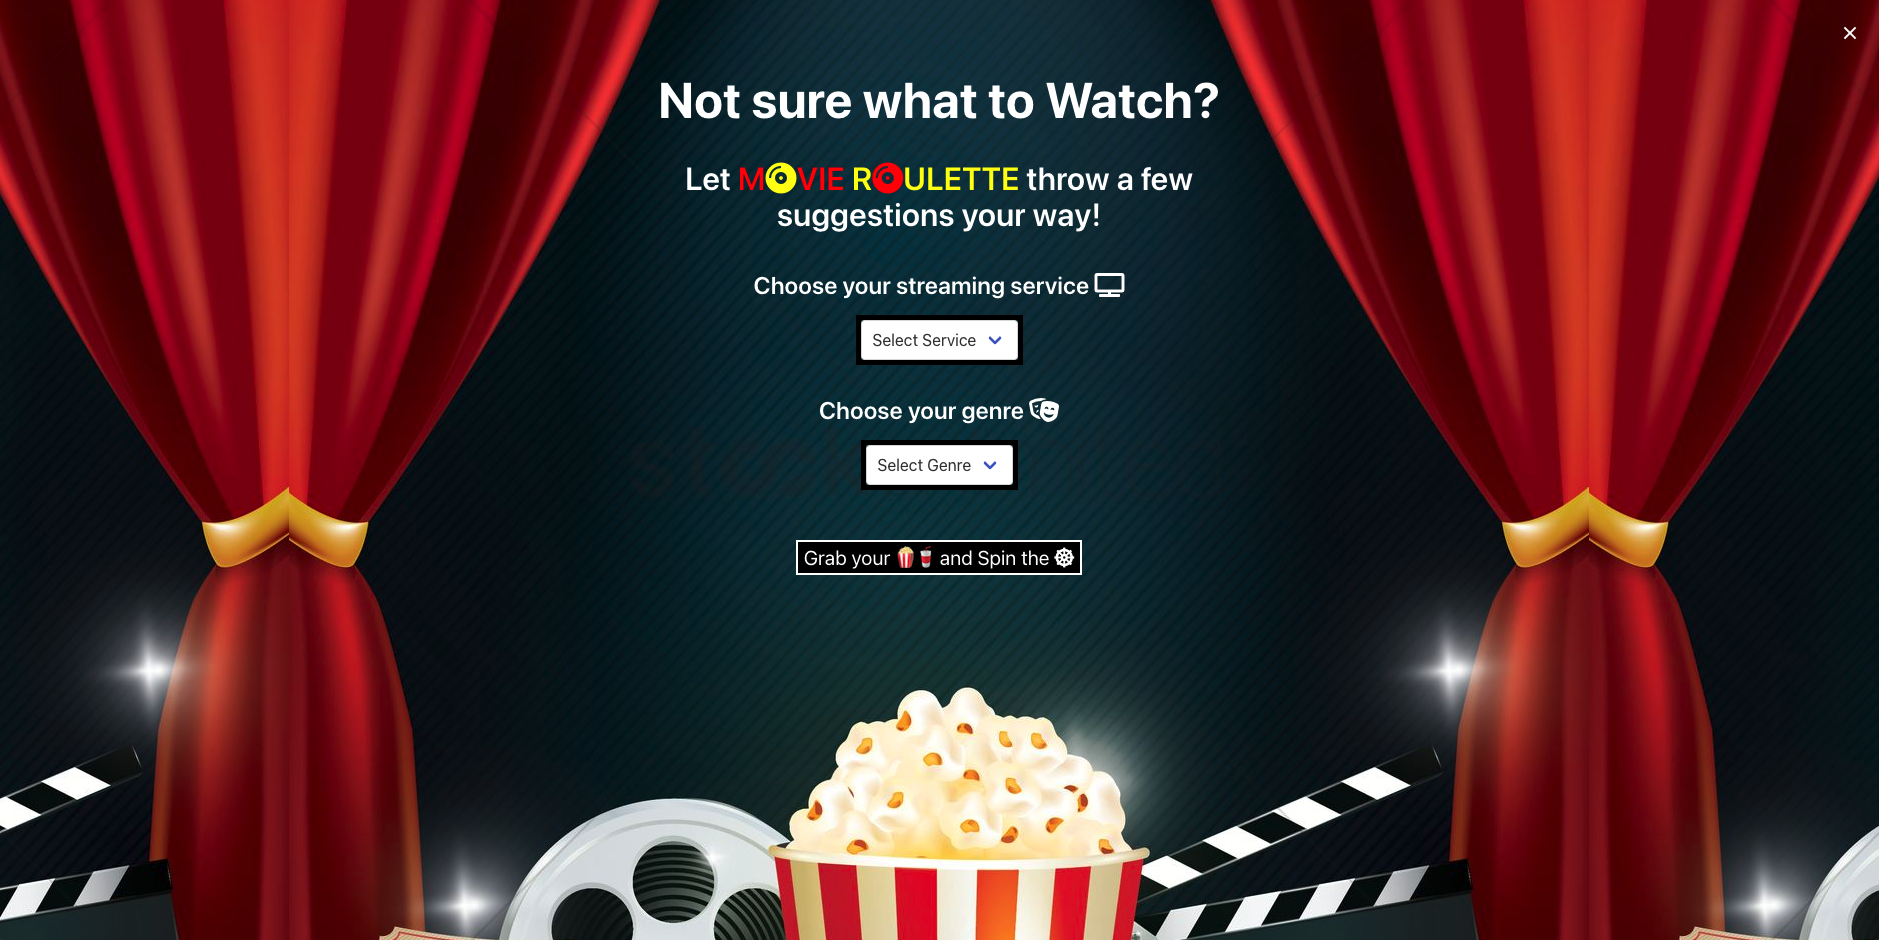 Not sure what to Watch?
Let MOVIE ROULETTE throw a few
suggestions your way!
Choose your streaming service
Select Service
Choose your genre
Select Genre
Grab your 🍿🥤 and Spin the